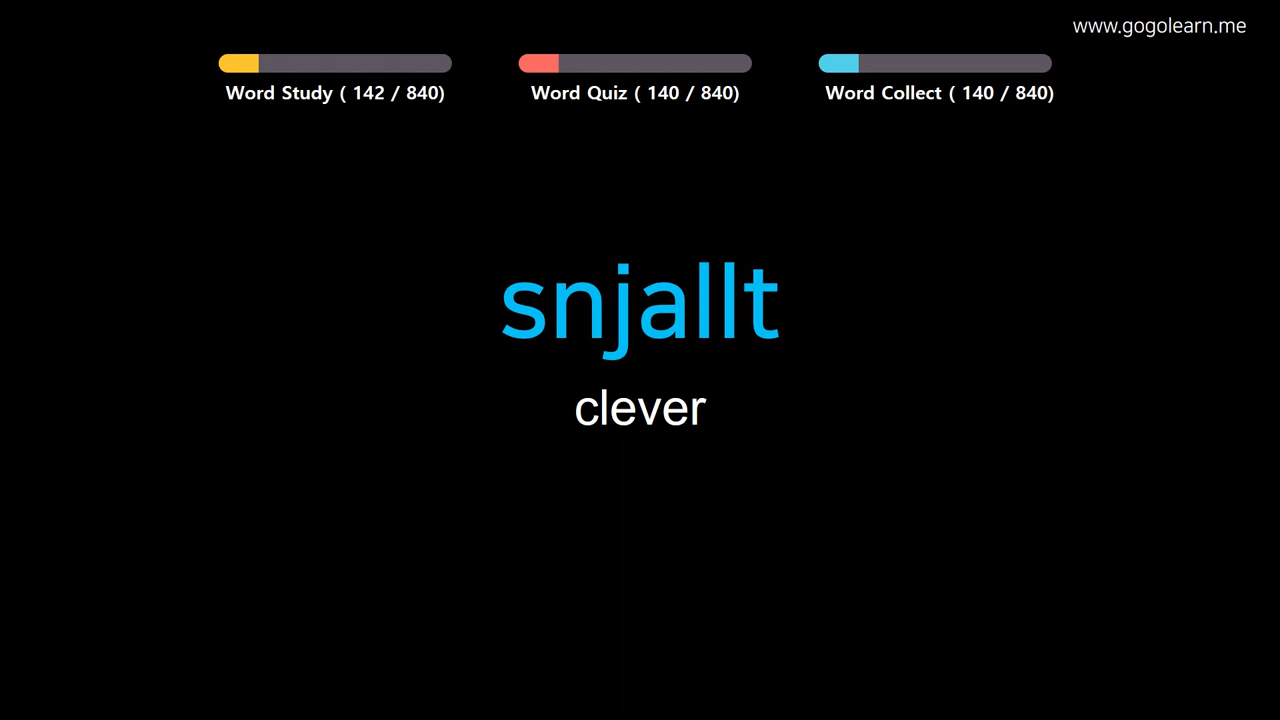 www.gogolearn.me
Word Study ( 142 / 840)
Word Quiz ( 140 / 840)
Word Collect ( 140 / 840)
snjallt
clever